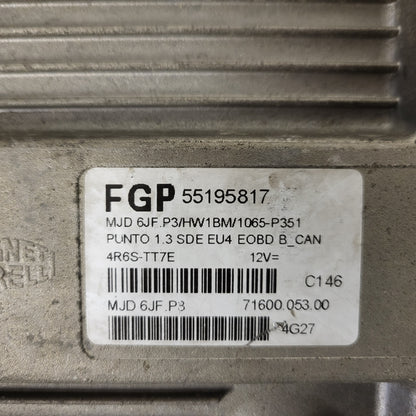 FGP 55195817
MJD 6JF.P3/HW1BM/1065-P351
PUNTO 1.3 SDE EU4 EOBD B_CAN
4R6S-TT7E 12V=
C146
MJD 6JF.P3 71600.053.00
4G27